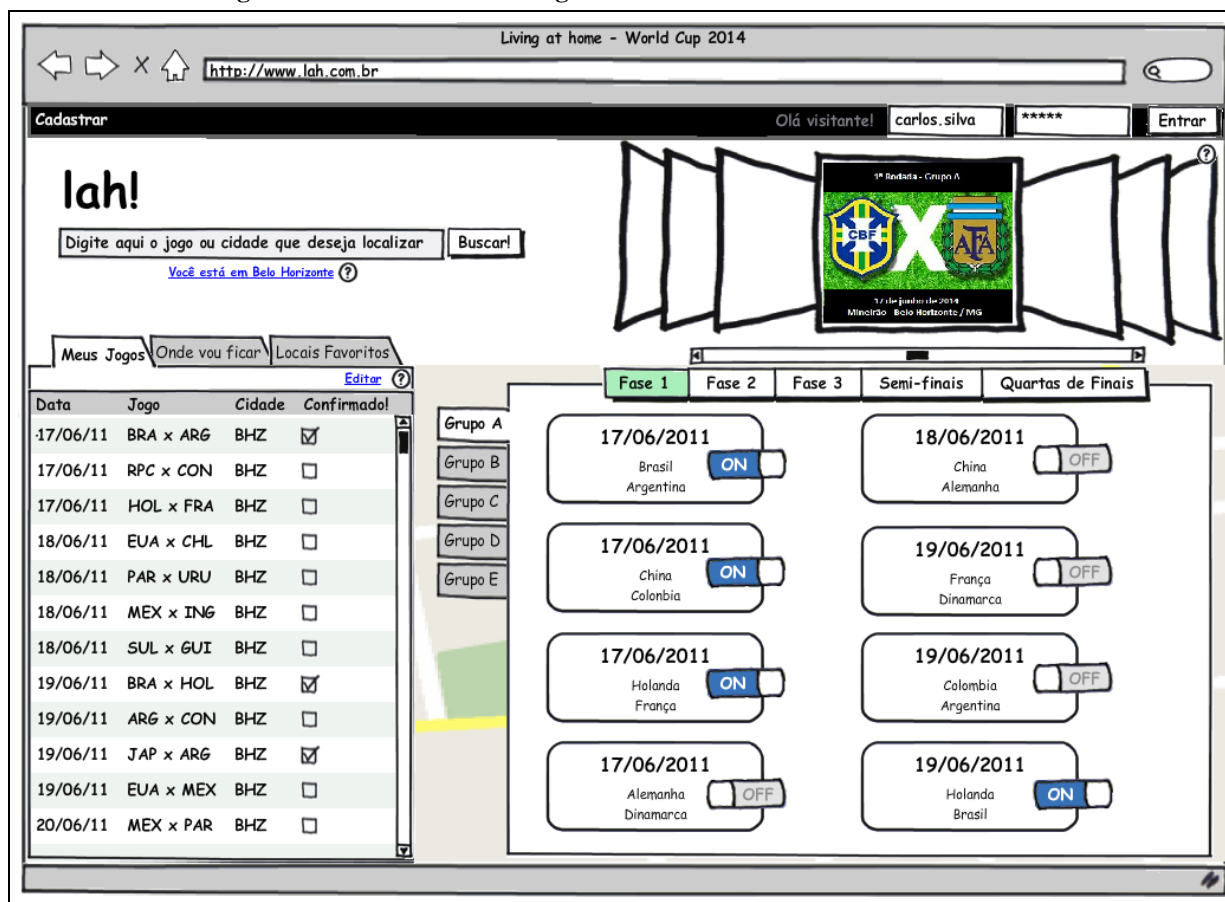 Living at home - World Cup 2014
http://www.lah.com.br
Cadastrar
Olá visitante!
carlos.silva
*****
Entrar
lah!
Digite aqui o jogo ou cidade que deseja localizar
Buscar!
Você está em Belo Horizonte ?
?
1ª Rodada - Grupo A
CBF X AFA
17 de junho de 2014
Mineirão - Belo Horizonte / MG
Meus Jogos Onde vou ficar Locais Favoritos
Editar ?
Data Jogo Cidade Confirmado!
17/06/11 BRA x ARG BHZ
17/06/11 RPC x CON BHZ
17/06/11 HOL x FRA BHZ
18/06/11 EUA x CHL BHZ
18/06/11 PAR x URU BHZ
18/06/11 MEX x ING BHZ
18/06/11 SUL x GUI BHZ
19/06/11 BRA x HOL BHZ
19/06/11 ARG x CON BHZ
19/06/11 JAP x ARG BHZ
19/06/11 EUA x MEX BHZ
20/06/11 MEX x PAR BHZ
Fase 1 Fase 2 Fase 3 Semi-finais Quartas de Finais
Grupo A
Grupo B
Grupo C
Grupo D
Grupo E
17/06/2011
Brasil
Argentina
ON
18/06/2011
China
Alemanha
OFF
17/06/2011
China
Colonbia
ON
19/06/2011
França
Dinamarca
OFF
17/06/2011
Holanda
França
ON
19/06/2011
Colombia
Argentina
OFF
17/06/2011
Alemanha
Dinamarca
OFF
19/06/2011
Holanda
Brasil
ON